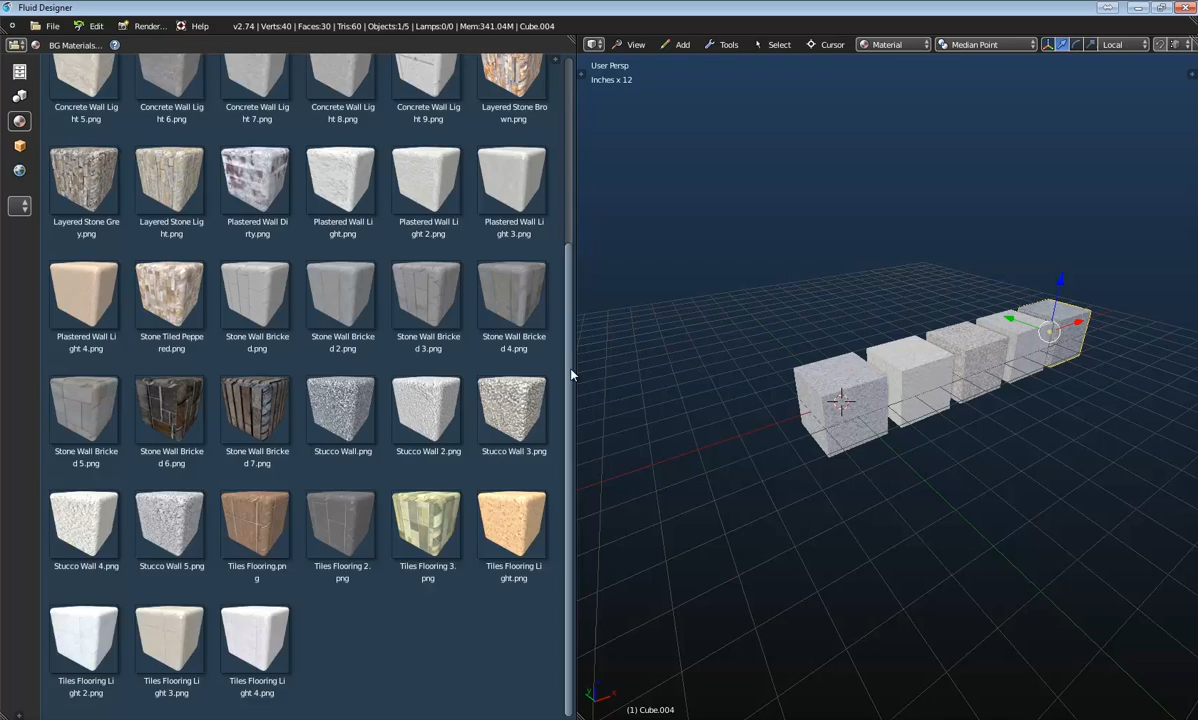 Fluid Designer
File Edit Render... Help v2.74 | Verts:40 | Faces:30 | Tris:60 | Objects:1/5 | Lamps:0/0 | Mem:341.04M | Cube.004
BG Materials... View Add Tools Select Cursor Material Median Point Local
User Persp
Inches x 12
Concrete Wall Lig Concrete Wall Lig Concrete Wall Lig Concrete Wall Lig Concrete Wall Lig Layered Stone Bro
ht 5.png ht 6.png ht 7.png ht 8.png ht 9.png wn.png
Layered Stone Gre Layered Stone Lig Plastered Wall Di Plastered Wall Li Plastered Wall Li Plastered Wall Li
y.png ht.png rty.png ght.png ght 2.png ght 3.png
Plastered Wall Li Stone Tiled Peppe Stone Wall Bricke Stone Wall Bricke Stone Wall Bricke Stone Wall Bricke
ght 4.png red.png d.png d 2.png d 3.png d 4.png
Stone Wall Bricke Stone Wall Bricke Stone Wall Bricke Stucco Wall.png Stucco Wall 2.png Stucco Wall 3.png
d 5.png d 6.png d 7.png
Stucco Wall 4.png Stucco Wall 5.png Tiles Flooring.pn Tiles Flooring 2. Tiles Flooring 3. Tiles Flooring Li
g png png ght.png
Tiles Flooring Li Tiles Flooring Li Tiles Flooring Li
ght 2.png ght 3.png ght 4.png
(1) Cube.004